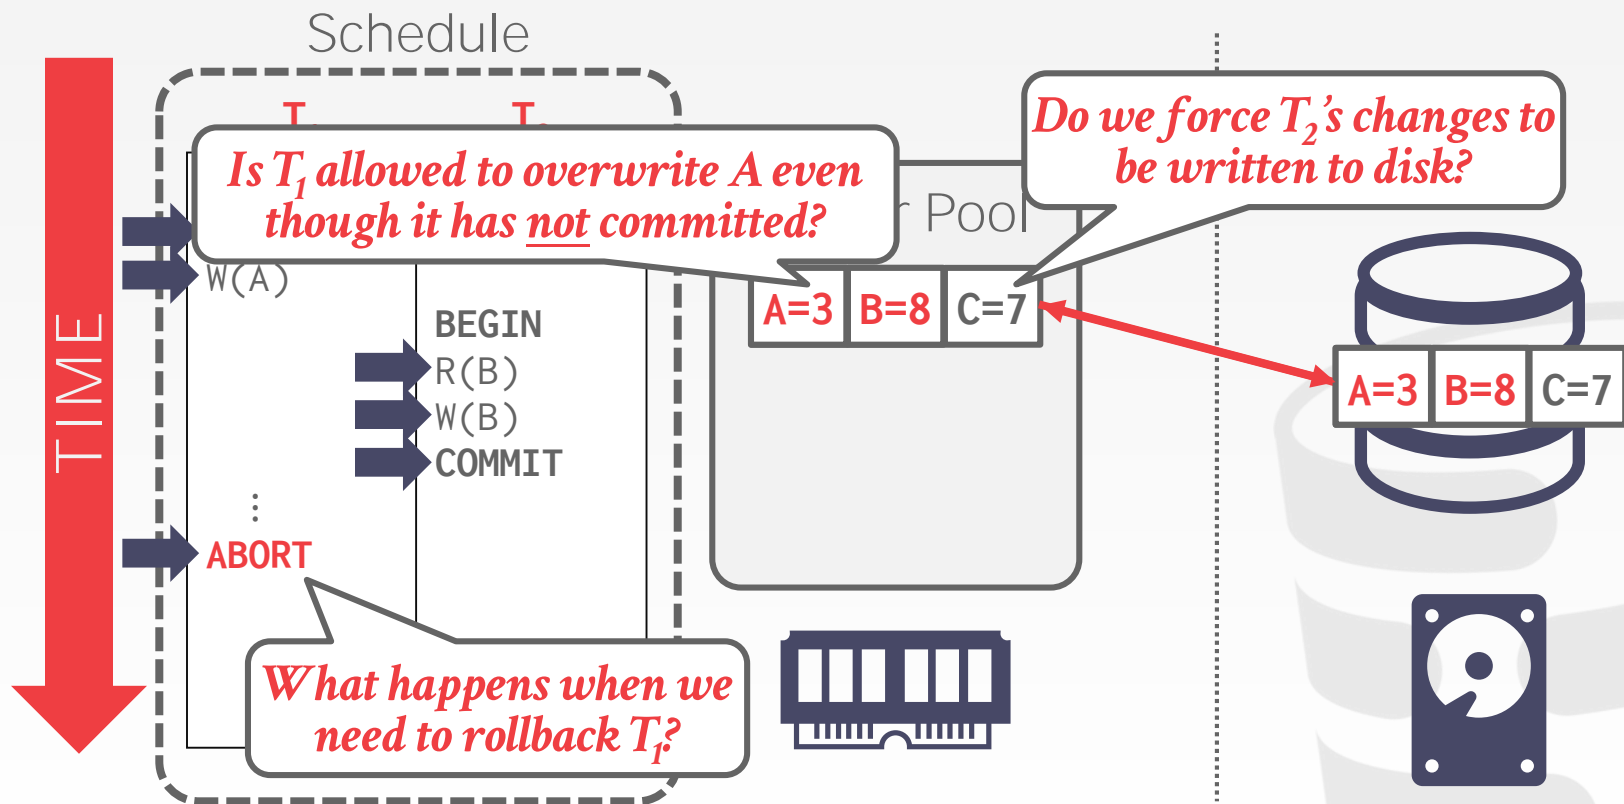 Schedule
TIME
Is T1 allowed to overwrite A even
though it has not committed?
Do we force T2's changes to
be written to disk?
Pool
W(A)
BEGIN
R(B)
W(B)
COMMIT
⋮
ABORT
A=3 B=8 C=7
A=3 B=8 C=7
What happens when we
need to rollback T1?